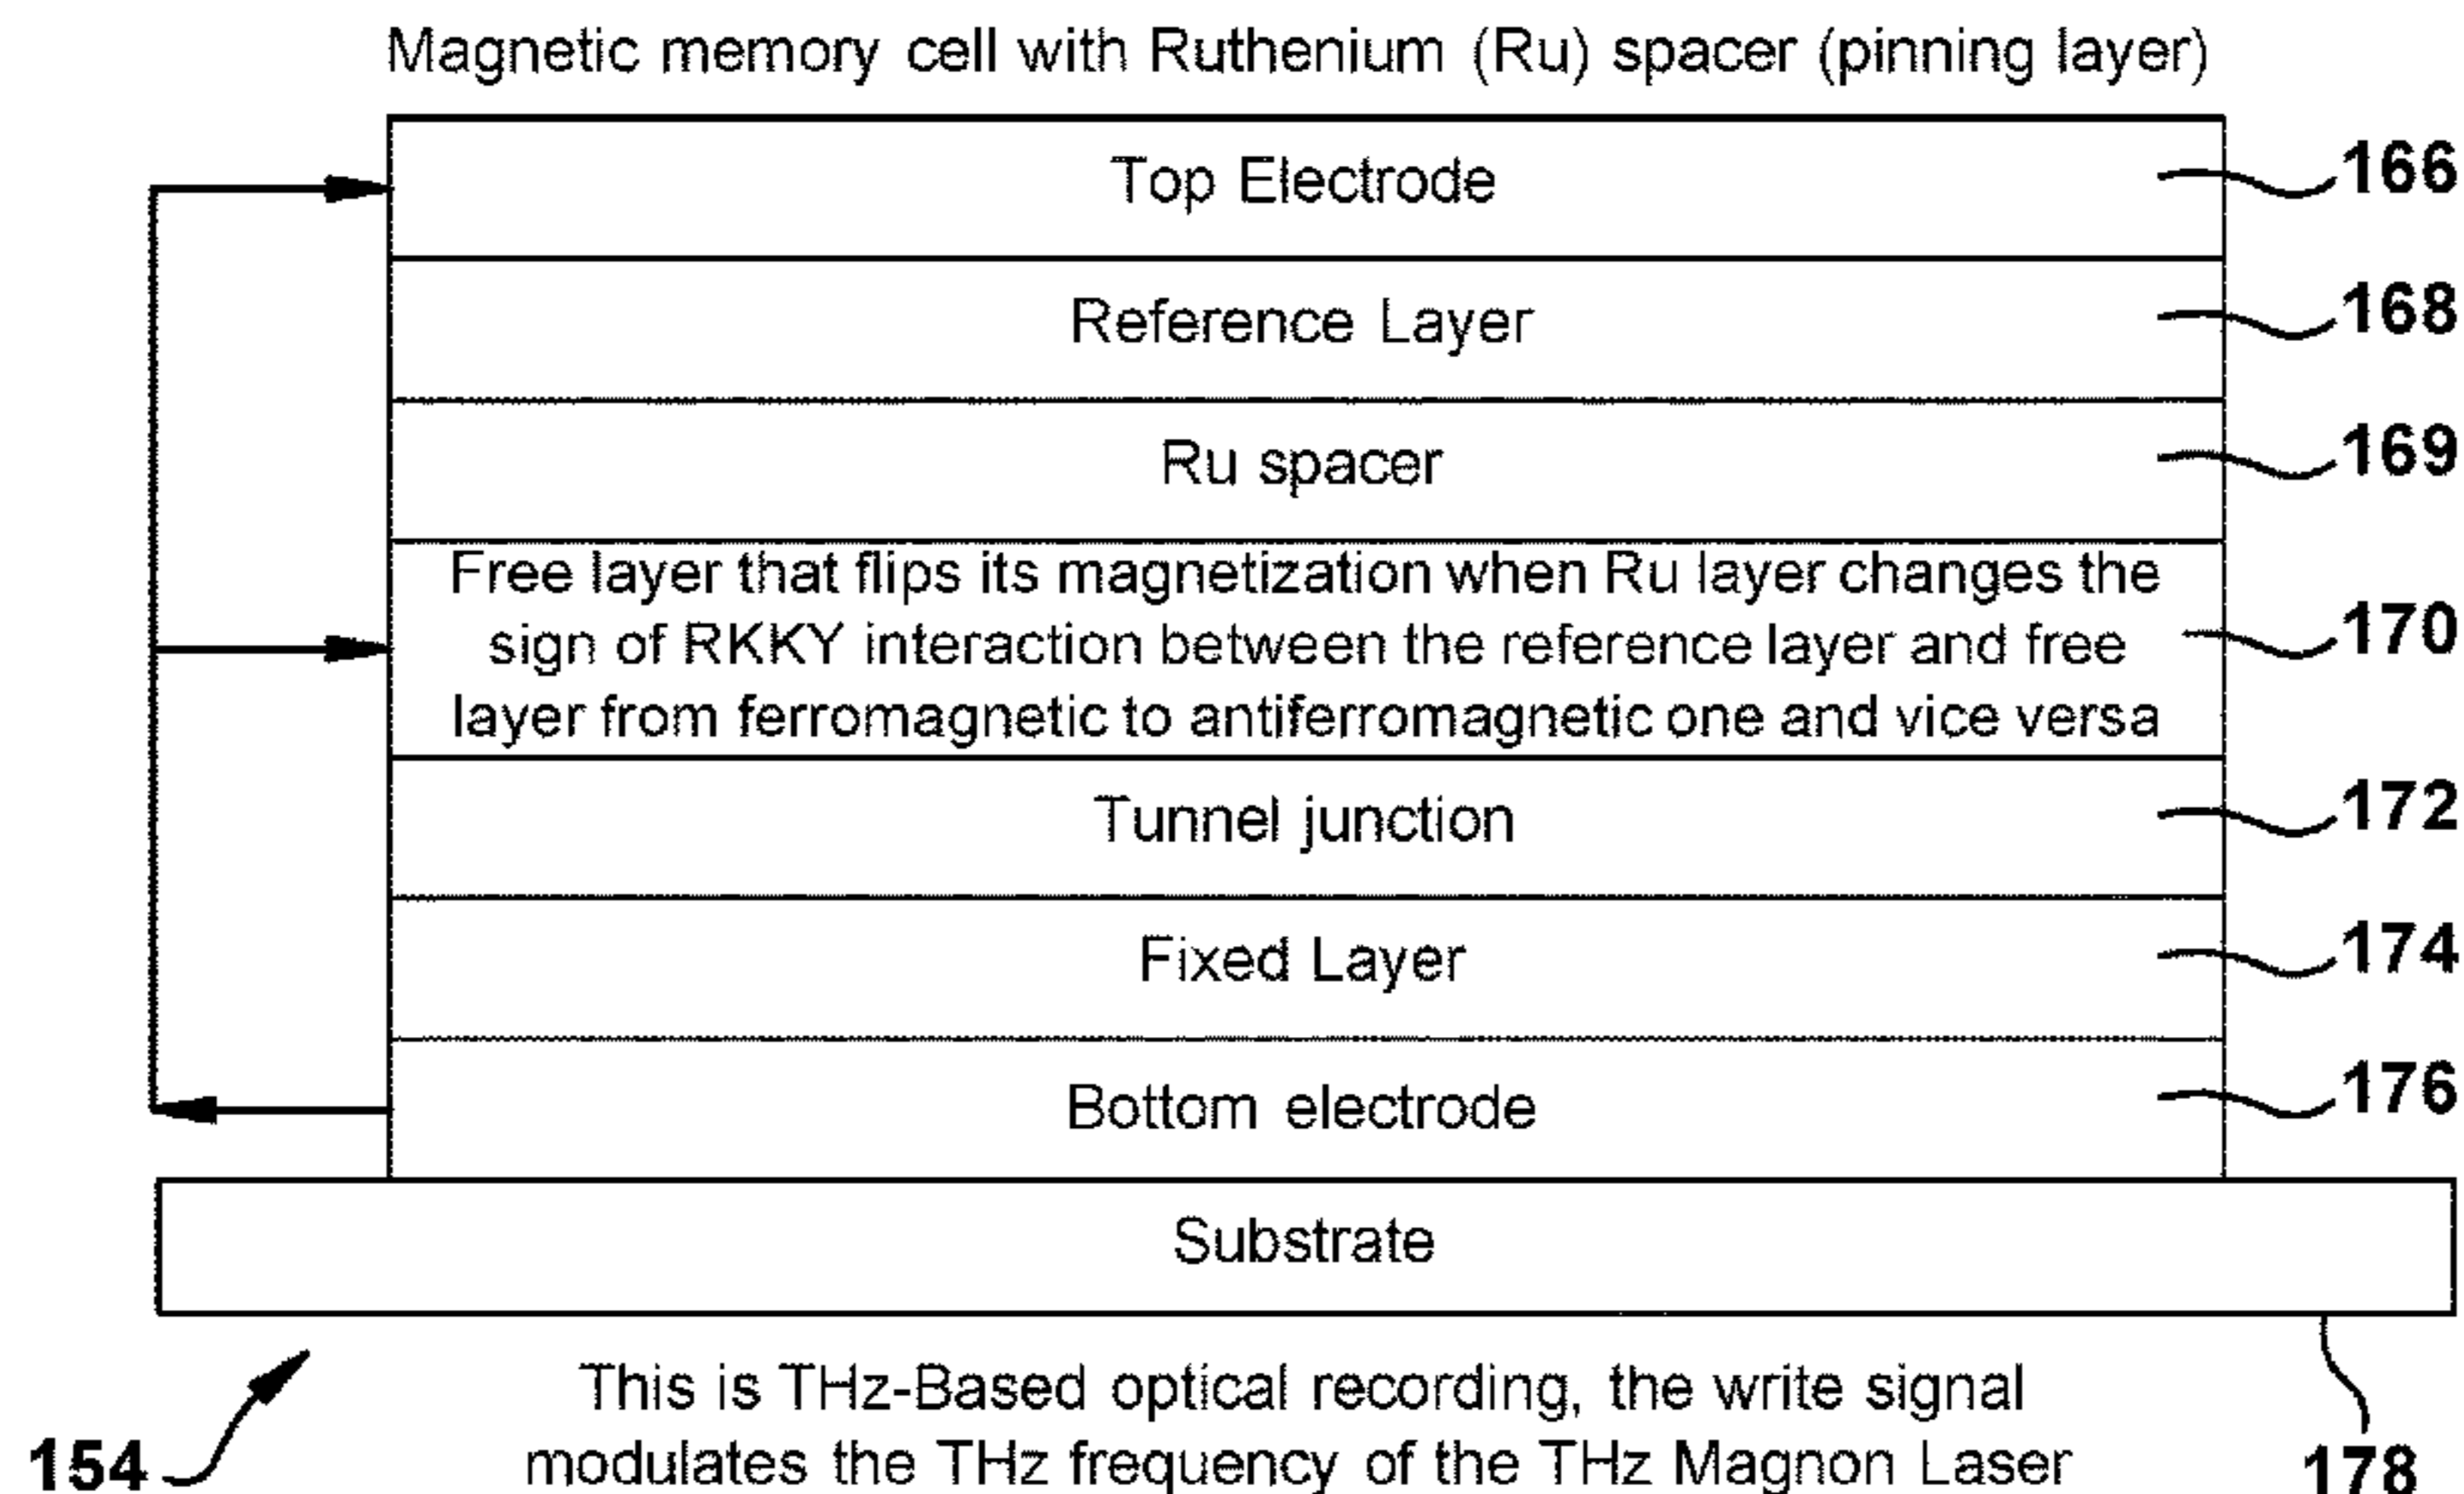 Magnetic memory cell with Ruthenium (Ru) spacer (pinning layer)
Top Electrode
166
Reference Layer
168
Ru spacer
169
Free layer that flips its magnetization when Ru layer changes the
sign of RKKY interaction between the reference layer and free
layer from ferromagnetic to antiferromagnetic one and vice versa
170
Tunnel junction
172
Fixed Layer
174
Bottom electrode
176
Substrate
This is THz-Based optical recording, the write signal
modulates the THz frequency of the THz Magnon Laser
154
178